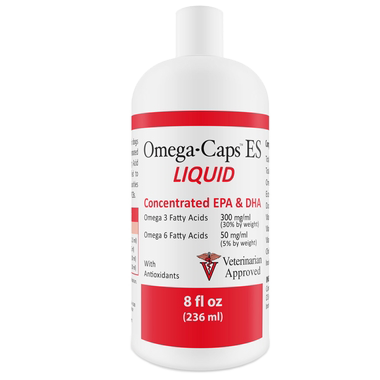 Omega-Caps™ ES
LIQUID
Concentrated EPA & DHA
Omega 3 Fatty Acids 300 mg/ml
(30% by weight)
Omega 6 Fatty Acids 50 mg/ml
(5% by weight)
With
Antioxidants
Veterinarian
Approved
8 fl oz
(236 ml)